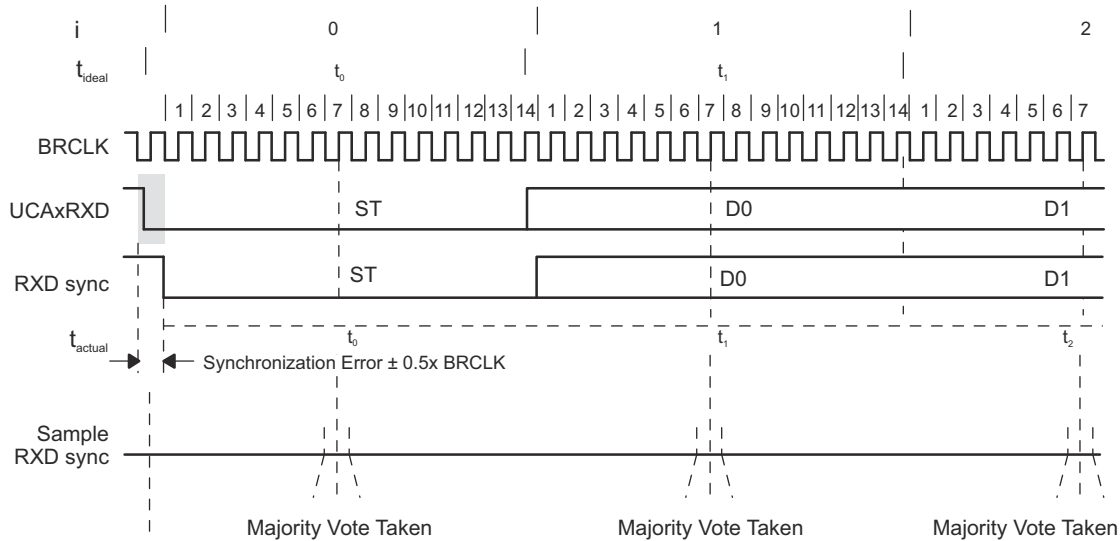 i 0 1 2
tideal t0 t1
1 2 3 4 5 6 7 8 9 10 11 12 13 14 1 2 3 4 5 6 7 8 9 10 11 12 13 14 1 2 3 4 5 6 7
BRCLK
UCAxRXD ST D0 D1
RXD sync ST D0 D1
tactual t0 t1 t2
Synchronization Error ± 0.5x BRCLK
Sample
RXD sync
Majority Vote Taken Majority Vote Taken Majority Vote Taken